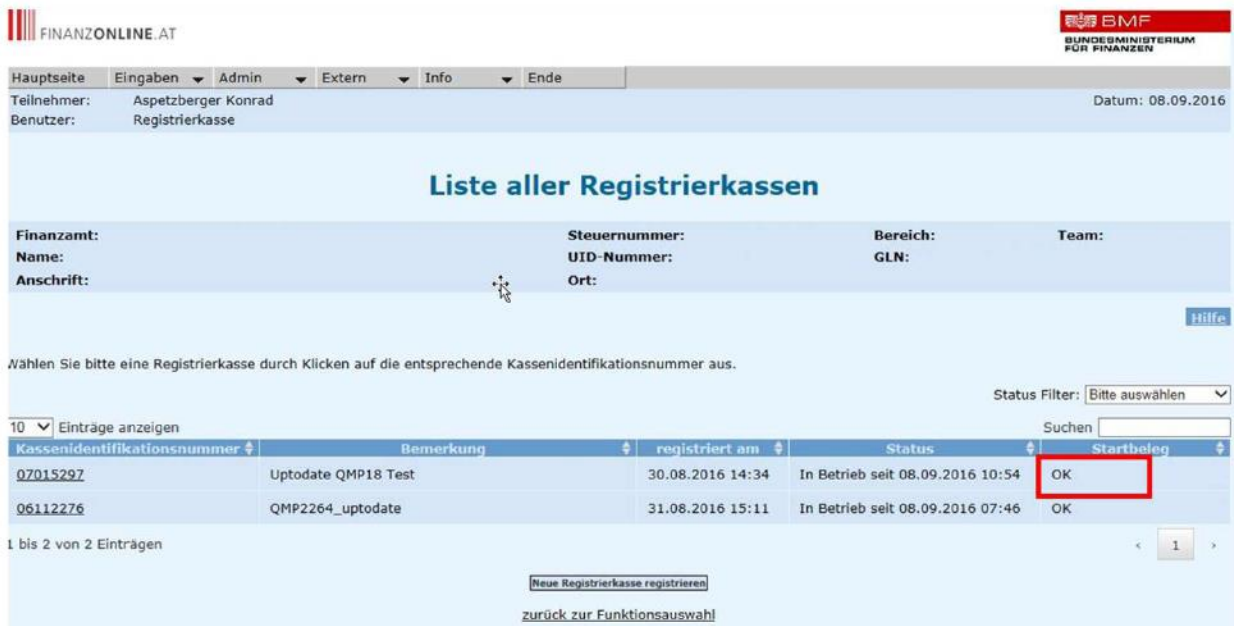 FINANZONLINE.AT
BMF
BUNDESMINISTERIUM
FÜR FINANZEN
Hauptseite Eingaben Admin Extern Info Ende
Teilnehmer: Aspetzberger Konrad Datum: 08.09.2016
Benutzer: Registrierkasse
Liste aller Registrierkassen
Finanzamt: Steuernummer: Bereich: Team:
Name: UID-Nummer: GLN:
Anschrift: Ort:
Hilfe
Wählen Sie bitte eine Registrierkasse durch Klicken auf die entsprechende Kassenidentifikationsnummer aus.
Status Filter: Bitte auswählen
10 Einträge anzeigen Suchen
Kassenidentifikationsnummer Bemerkung registriert am Status Startbeleg
07015297 Uptodate QMP18 Test 30.08.2016 14:34 In Betrieb seit 08.09.2016 10:54 OK
06112276 QMP2264_uptodate 31.08.2016 15:11 In Betrieb seit 08.09.2016 07:46 OK
1 bis 2 von 2 Einträgen ‹ 1 ›
Neue Registrierkasse registrieren
zurück zur Funktionsauswahl